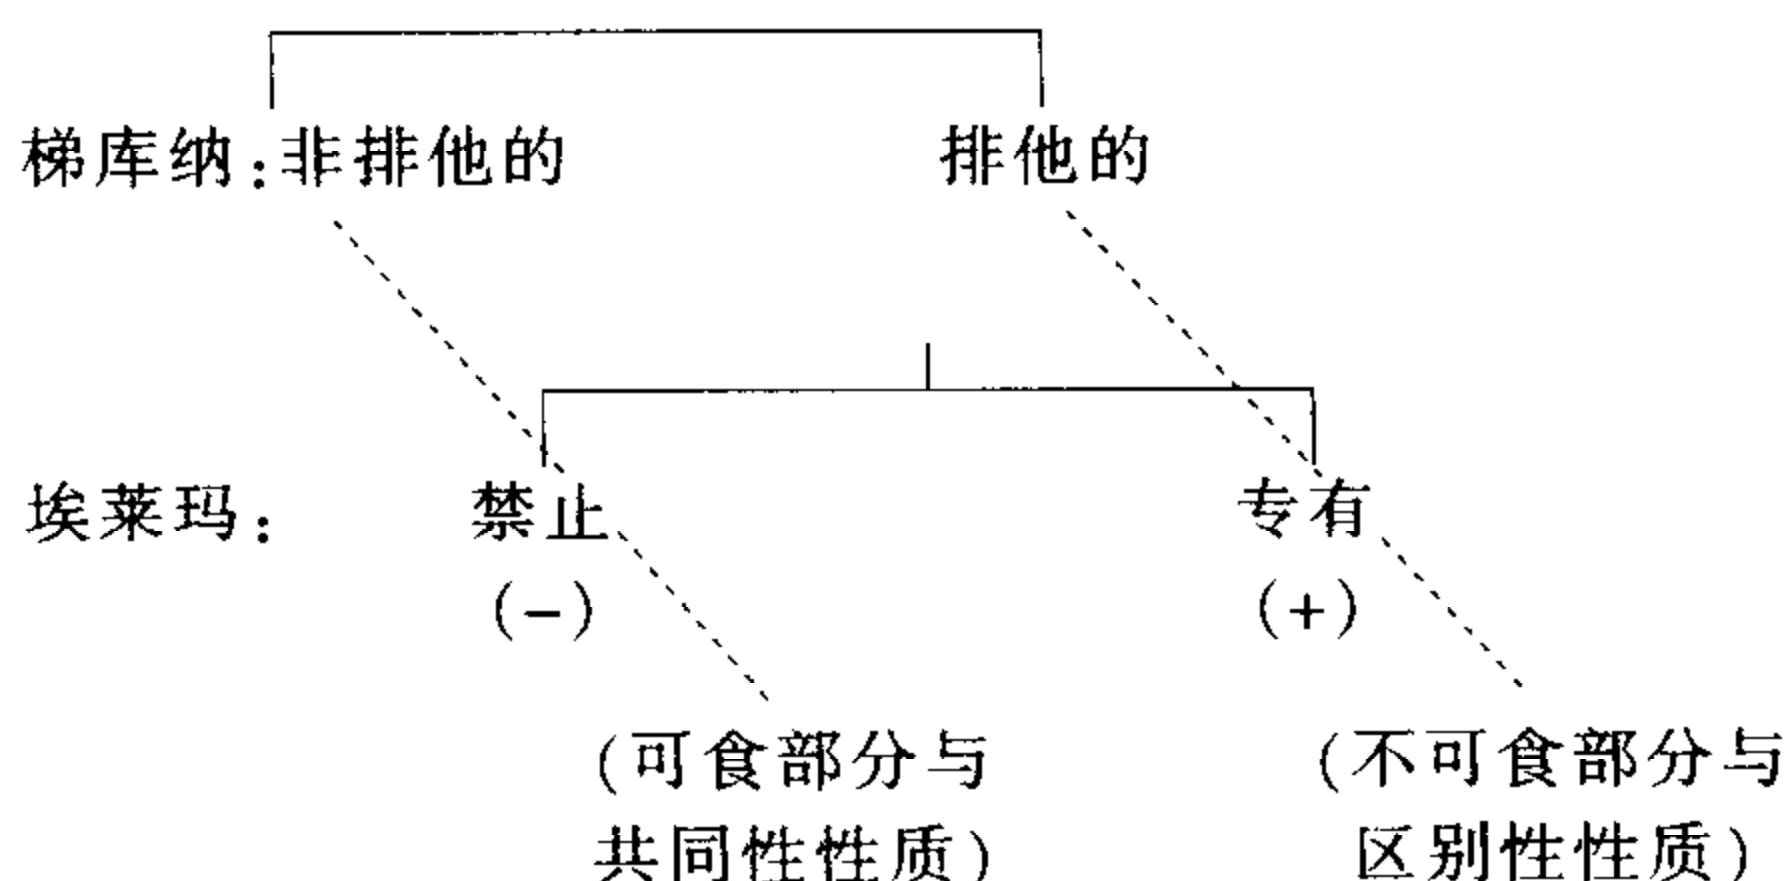 梯库纳:非排他的 排他的
埃莱玛: 禁止 专有
(-) (+)
(可食部分与 (不可食部分与
共同性性质) 区别性性质)